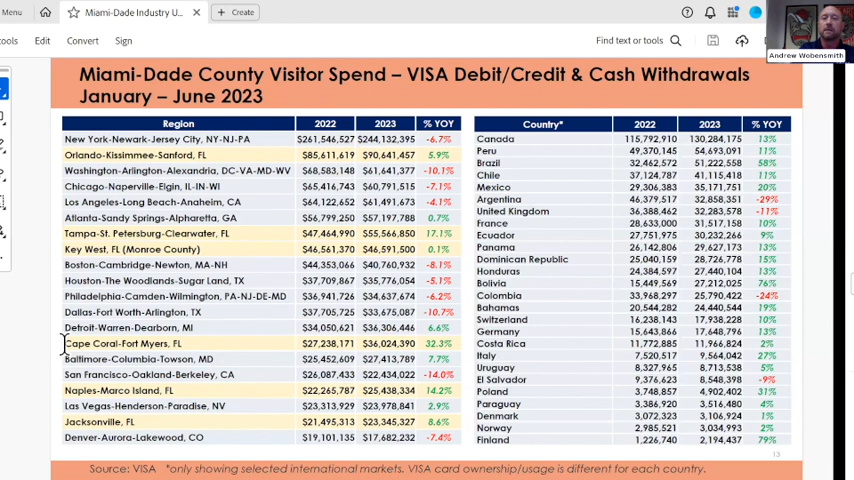 Menu
Miami-Dade Industry U...
Create
ools
Edit
Convert
Sign
Find text or tools
Andrew Wobensmith
Miami-Dade County Visitor Spend – VISA Debit/Credit & Cash Withdrawals
January – June 2023
Region 2022 2023 % YOY
New York-Newark-Jersey City, NY-NJ-PA $261,546,527 $244,132,395 -6.7%
Orlando-Kissimmee-Sanford, FL $85,611,619 $90,641,457 5.9%
Washington-Arlington-Alexandria, DC-VA-MD-WV $68,583,148 $61,641,377 -10.1%
Chicago-Naperville-Elgin, IL-IN-WI $65,416,743 $60,791,515 -7.1%
Los Angeles-Long Beach-Anaheim, CA $64,122,652 $61,491,673 -4.1%
Atlanta-Sandy Springs-Alpharetta, GA $56,799,250 $57,197,788 0.7%
Tampa-St. Petersburg-Clearwater, FL $47,464,990 $55,566,850 17.1%
Key West, FL (Monroe County) $46,561,370 $46,591,500 0.1%
Boston-Cambridge-Newton, MA-NH $44,353,066 $40,760,932 -8.1%
Houston-The Woodlands-Sugar Land, TX $37,709,867 $35,776,054 -5.1%
Philadelphia-Camden-Wilmington, PA-NJ-DE-MD $36,941,726 $34,637,674 -6.2%
Dallas-Fort Worth-Arlington, TX $37,705,725 $33,675,087 -10.7%
Detroit-Warren-Dearborn, MI $34,050,621 $36,306,446 6.6%
Cape Coral-Fort Myers, FL $27,238,171 $36,024,390 32.3%
Baltimore-Columbia-Towson, MD $25,452,609 $27,413,789 7.7%
San Francisco-Oakland-Berkeley, CA $26,087,433 $22,434,022 -14.0%
Naples-Marco Island, FL $22,265,787 $25,438,334 14.2%
Las Vegas-Henderson-Paradise, NV $23,313,929 $23,978,841 2.9%
Jacksonville, FL $21,495,313 $23,345,327 8.6%
Denver-Aurora-Lakewood, CO $19,101,135 $17,682,232 -7.4%
Country* 2022 2023 % YOY
Canada 115,792,910 130,284,175 13%
Peru 49,370,145 54,693,091 11%
Brazil 32,462,572 51,222,558 58%
Chile 37,124,787 41,115,418 11%
Mexico 29,306,383 35,171,751 20%
Argentina 46,379,517 32,858,351 -29%
United Kingdom 36,388,462 32,283,578 -11%
France 28,633,000 31,517,158 10%
Ecuador 27,751,975 30,232,266 9%
Panama 26,142,806 29,627,173 13%
Dominican Republic 25,040,159 28,726,778 15%
Honduras 24,384,597 27,440,104 13%
Bolivia 15,449,569 27,212,105 76%
Colombia 33,968,297 25,790,422 -24%
Bahamas 20,544,282 24,440,194 19%
Switzerland 16,238,143 17,938,228 10%
Germany 15,643,866 17,648,796 13%
Costa Rica 11,772,885 11,966,824 2%
Italy 7,520,517 9,564,042 27%
Uruguay 8,327,965 8,713,538 5%
El Salvador 9,376,623 8,548,398 -9%
Poland 3,748,857 4,902,402 31%
Paraguay 3,386,920 3,516,480 4%
Denmark 3,072,323 3,106,924 1%
Norway 2,985,521 3,034,993 2%
Finland 1,226,740 2,194,437 79%
13
Source: VISA *only showing selected international markets. VISA card ownership/usage is different for each country.